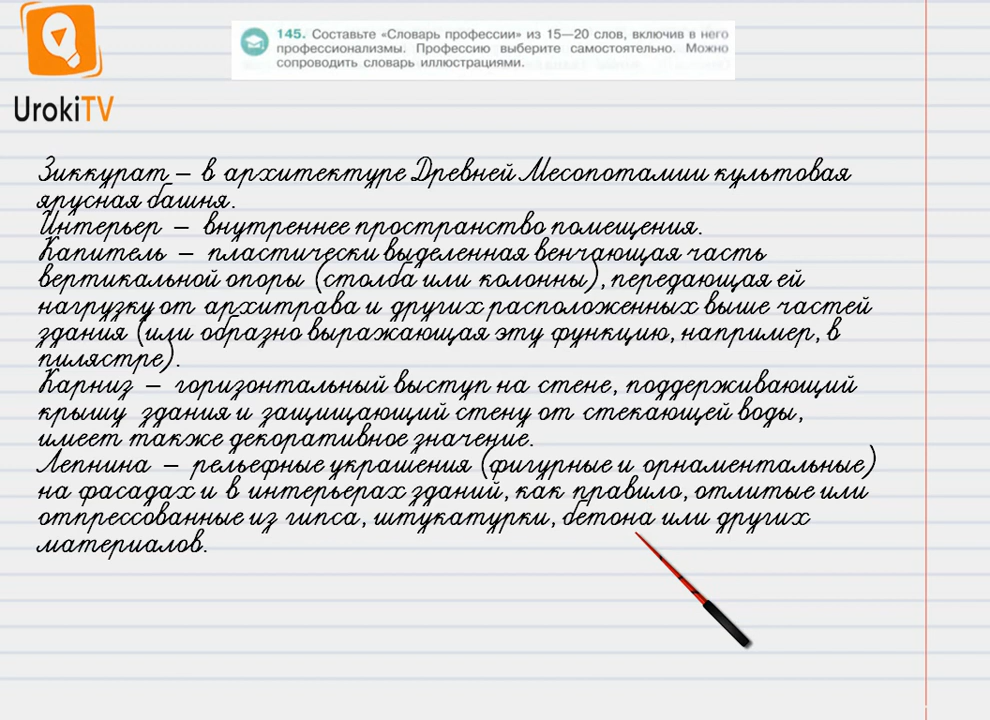 145. Составьте «Словарь профессии» из 15—20 слов, включив в него
профессионализмы. Профессию выберите самостоятельно. Можно
сопроводить словарь иллюстрациями.
UrokiTV
Зиккурат – в архитектуре Древней Месопотамии культовая
ярусная башня.
Интерьер – внутреннее пространство помещения.
Капитель – пластически выделенная венчающая часть
вертикальной опоры (столба или колонны), передающая ей
нагрузку от архитрава и других расположенных выше частей
здания (или образно выражающая эту функцию, например, в
пилястре).
Карниз – горизонтальный выступ на стене, поддерживающий
крышу здания и защищающий стену от стекающей воды,
имеет также декоративное значение.
Лепнина – рельефные украшения (фигурные и орнаментальные)
на фасадах и в интерьерах зданий, как правило, отлитые или
отпрессованные из гипса, штукатурки, бетона или других
материалов.